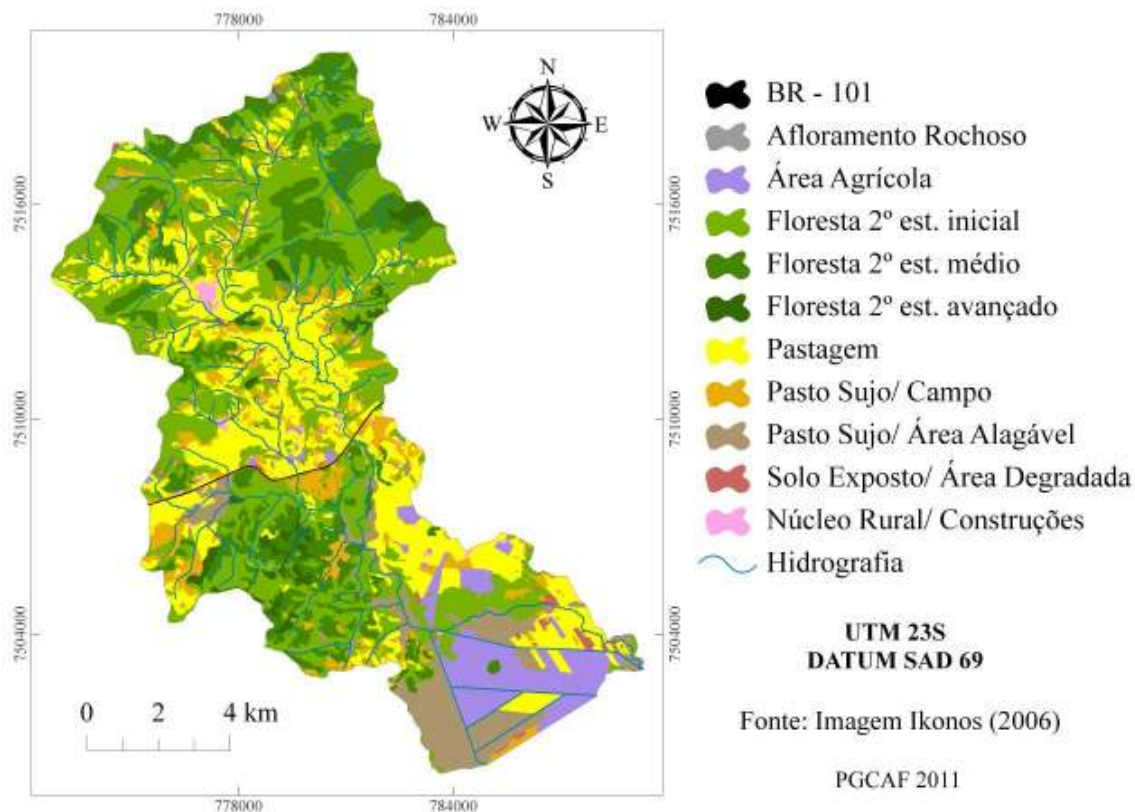 778000
784000
N
W
E
S
7516000
7516000
7510000
7510000
7504000
7504000
0 2 4 km
778000
784000
BR - 101
Afloramento Rochoso
Área Agrícola
Floresta 2º est. inicial
Floresta 2º est. médio
Floresta 2º est. avançado
Pastagem
Pasto Sujo/ Campo
Pasto Sujo/ Área Alagável
Solo Exposto/ Área Degradada
Núcleo Rural/ Construções
Hidrografia
UTM 23S
DATUM SAD 69
Fonte: Imagem Ikonos (2006)
PGCAF 2011